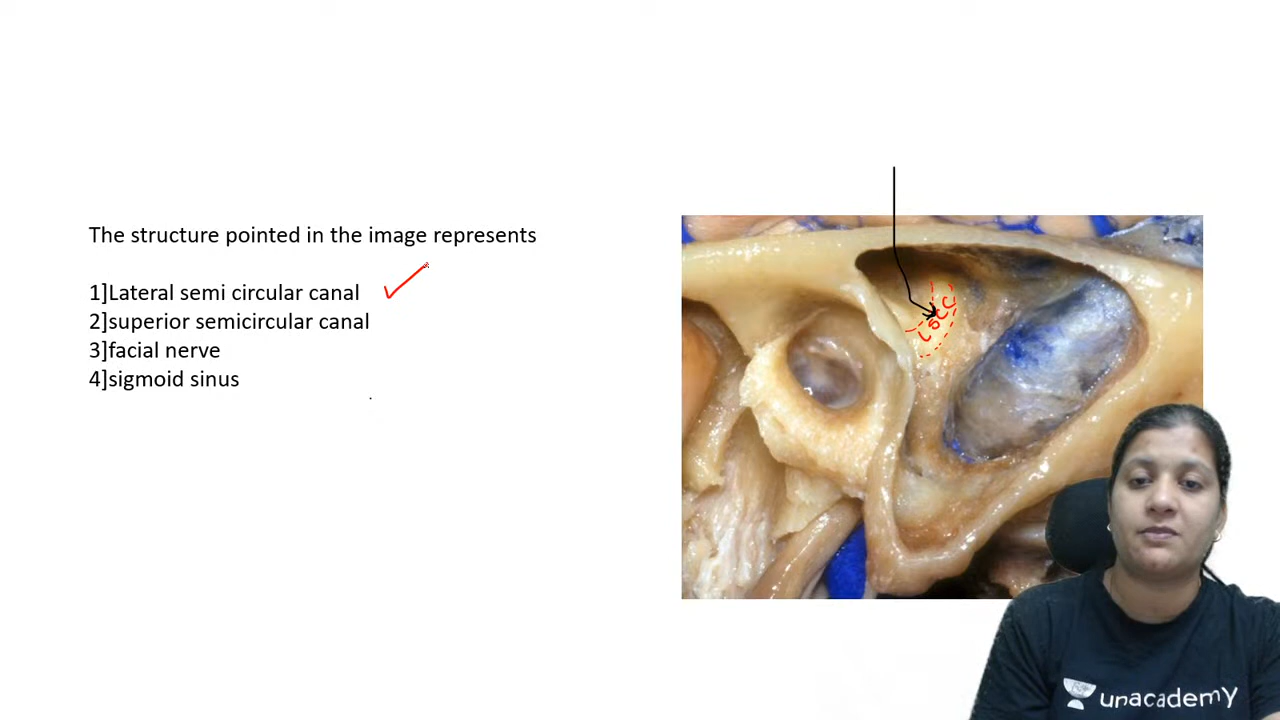 The structure pointed in the image represents
1]Lateral semi circular canal
2]superior semicircular canal
3]facial nerve
4]sigmoid sinus
LSCC
unacademy